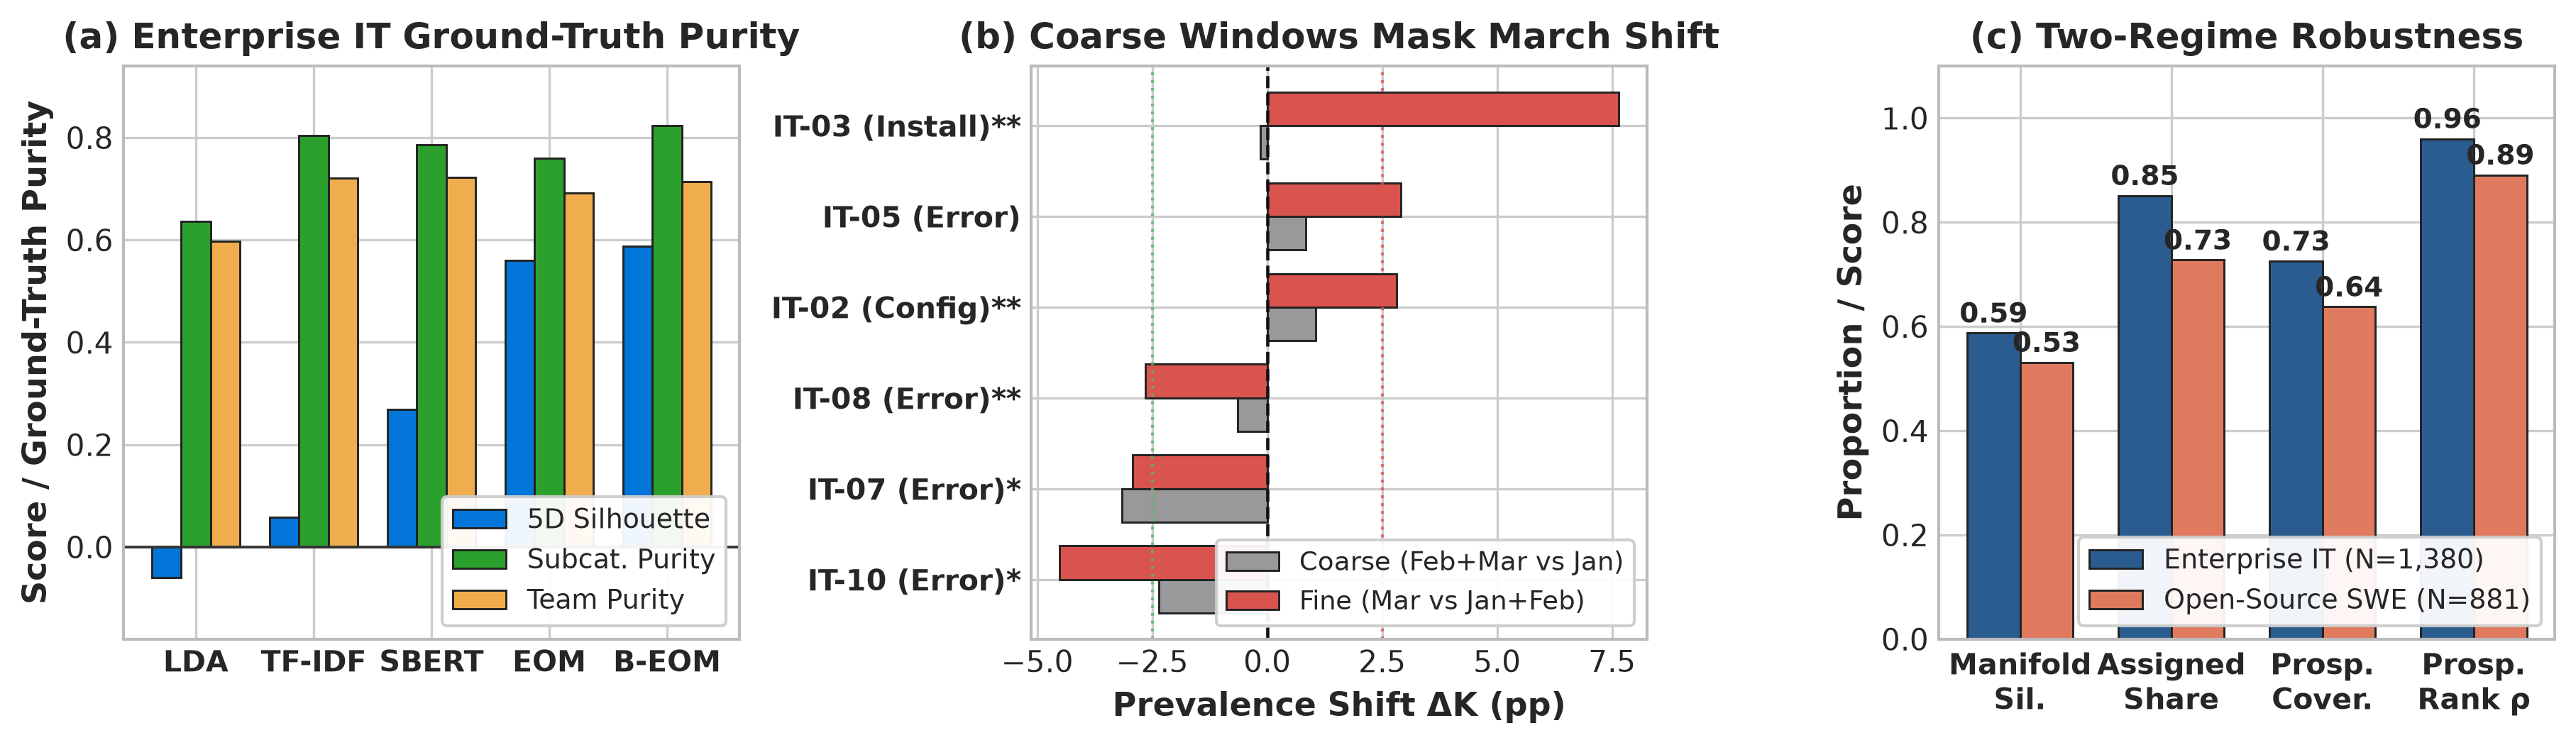 (a) Enterprise IT Ground-Truth Purity
Score / Ground-Truth Purity
0.8
0.6
0.4
0.2
0.0
5D Silhouette
Subcat. Purity
Team Purity
LDA TF-IDF SBERT EOM B-EOM
(b) Coarse Windows Mask March Shift
IT-03 (Install)**
IT-05 (Error)
IT-02 (Config)**
IT-08 (Error)**
IT-07 (Error)*
IT-10 (Error)*
Coarse (Feb+Mar vs Jan)
Fine (Mar vs Jan+Feb)
−5.0 −2.5 0.0 2.5 5.0 7.5
Prevalence Shift ΔK (pp)
(c) Two-Regime Robustness
Proportion / Score
1.0
0.8
0.6
0.4
0.2
0.0
0.59
0.53
0.85
0.73
0.73
0.64
0.96
0.89
Enterprise IT (N=1,380)
Open-Source SWE (N=881)
Manifold Assigned Prosp. Prosp.
Sil. Share Cover. Rank ρ